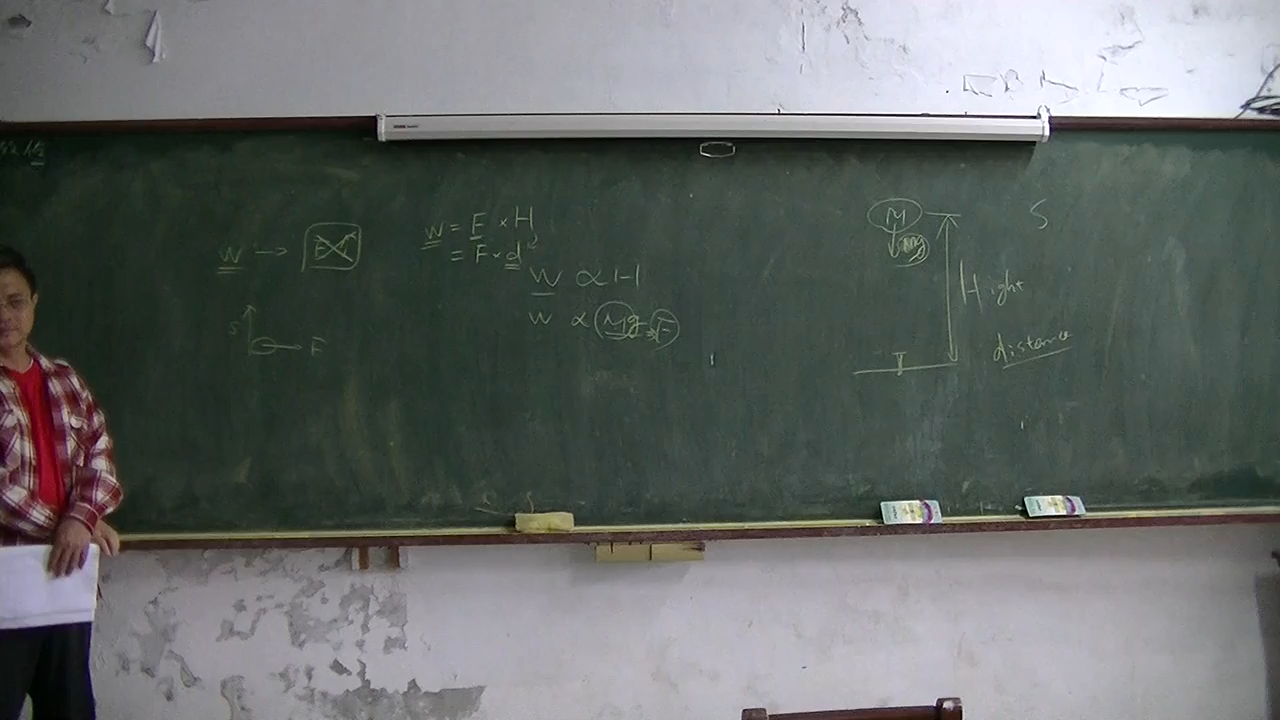 W → E
W = F × H
= F × d
W ∝ H
W ∝ Mg → F
S
F
M
mg
Hight
distance
S